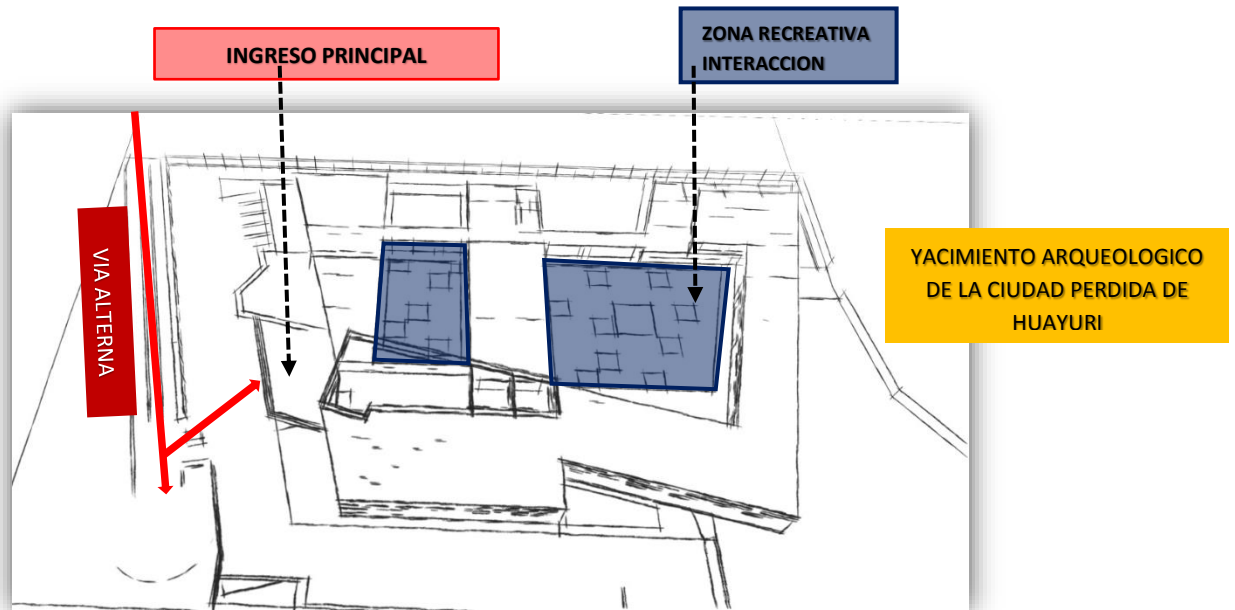 INGRESO PRINCIPAL
ZONA RECREATIVA
INTERACCION
VIA ALTERNA
YACIMIENTO ARQUEOLOGICO
DE LA CIUDAD PERDIDA DE
HUAYURI